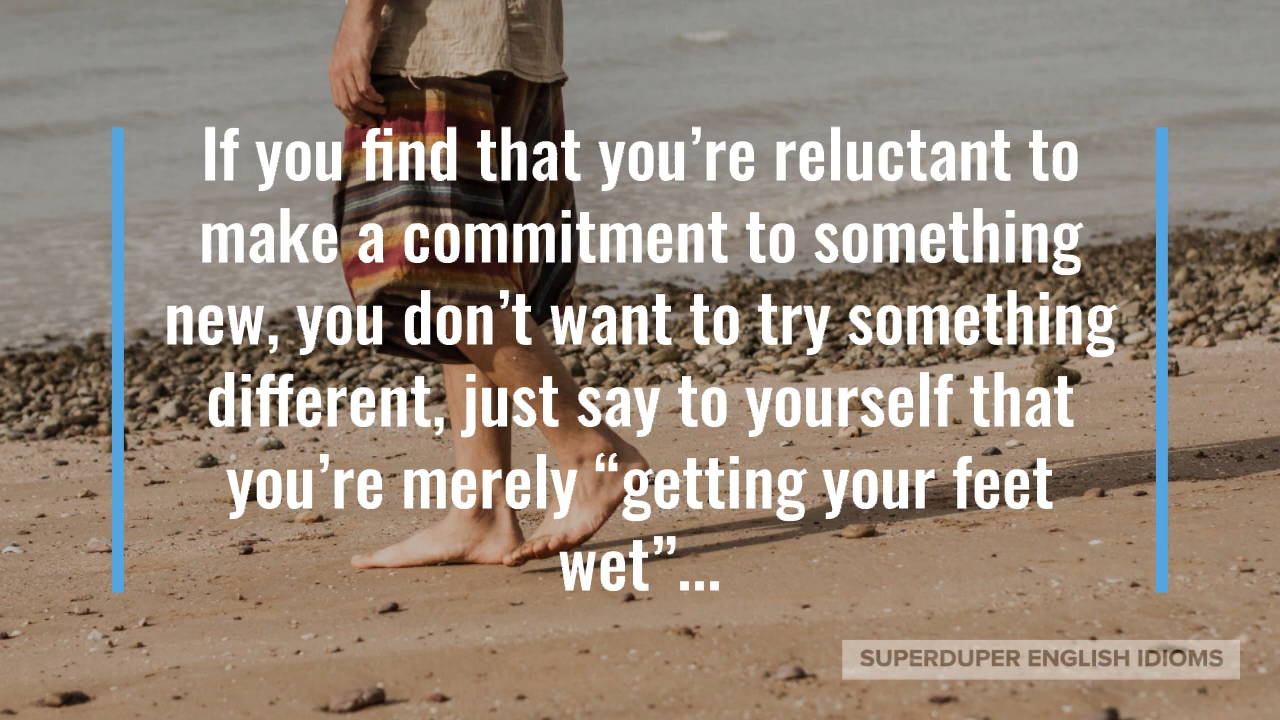 If you find that you’re reluctant to
make a commitment to something
new, you don’t want to try something
different, just say to yourself that
you’re merely “getting your feet
wet”...
SUPERDUPER ENGLISH IDIOMS